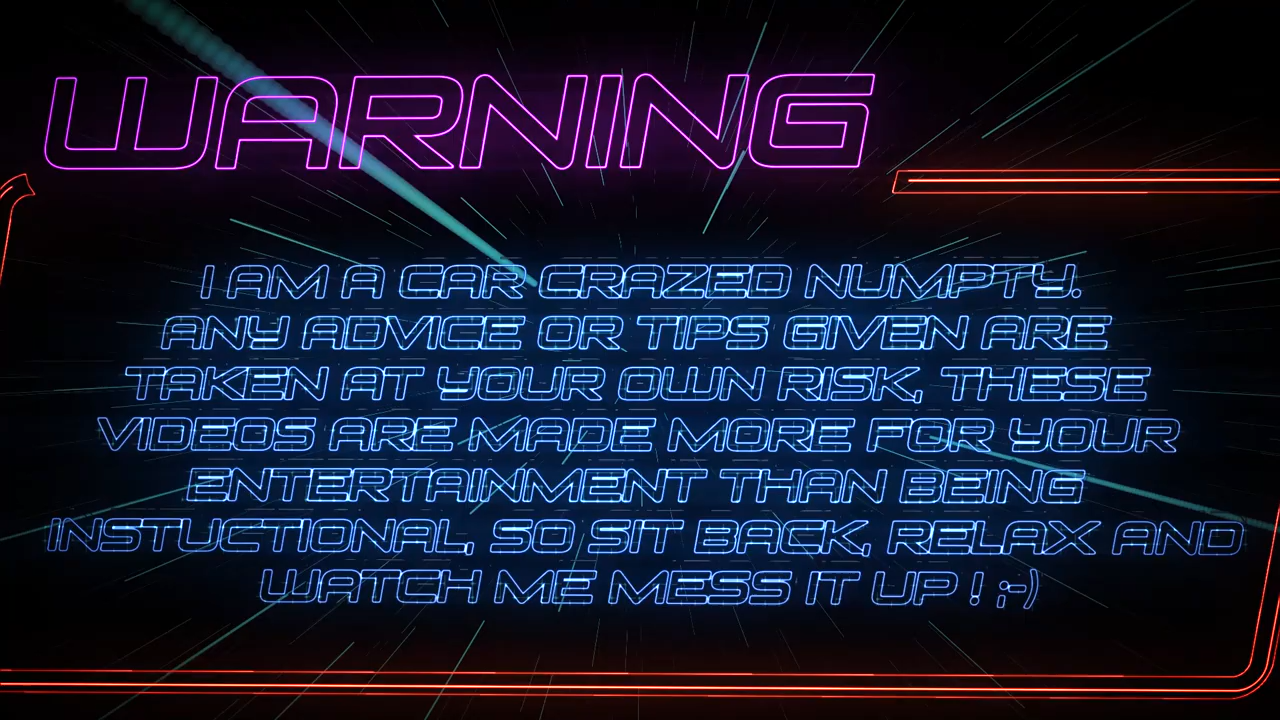 WARNING
I AM A CAR CRAZED NUMPTY.
ANY ADVICE OR TIPS GIVEN ARE
TAKEN AT YOUR OWN RISK, THESE
VIDEOS ARE MADE MORE FOR YOUR
ENTERTAINMENT THAN BEING
INSTUCTIONAL, SO SIT BACK, RELAX AND
WATCH ME MESS IT UP ! ;-)